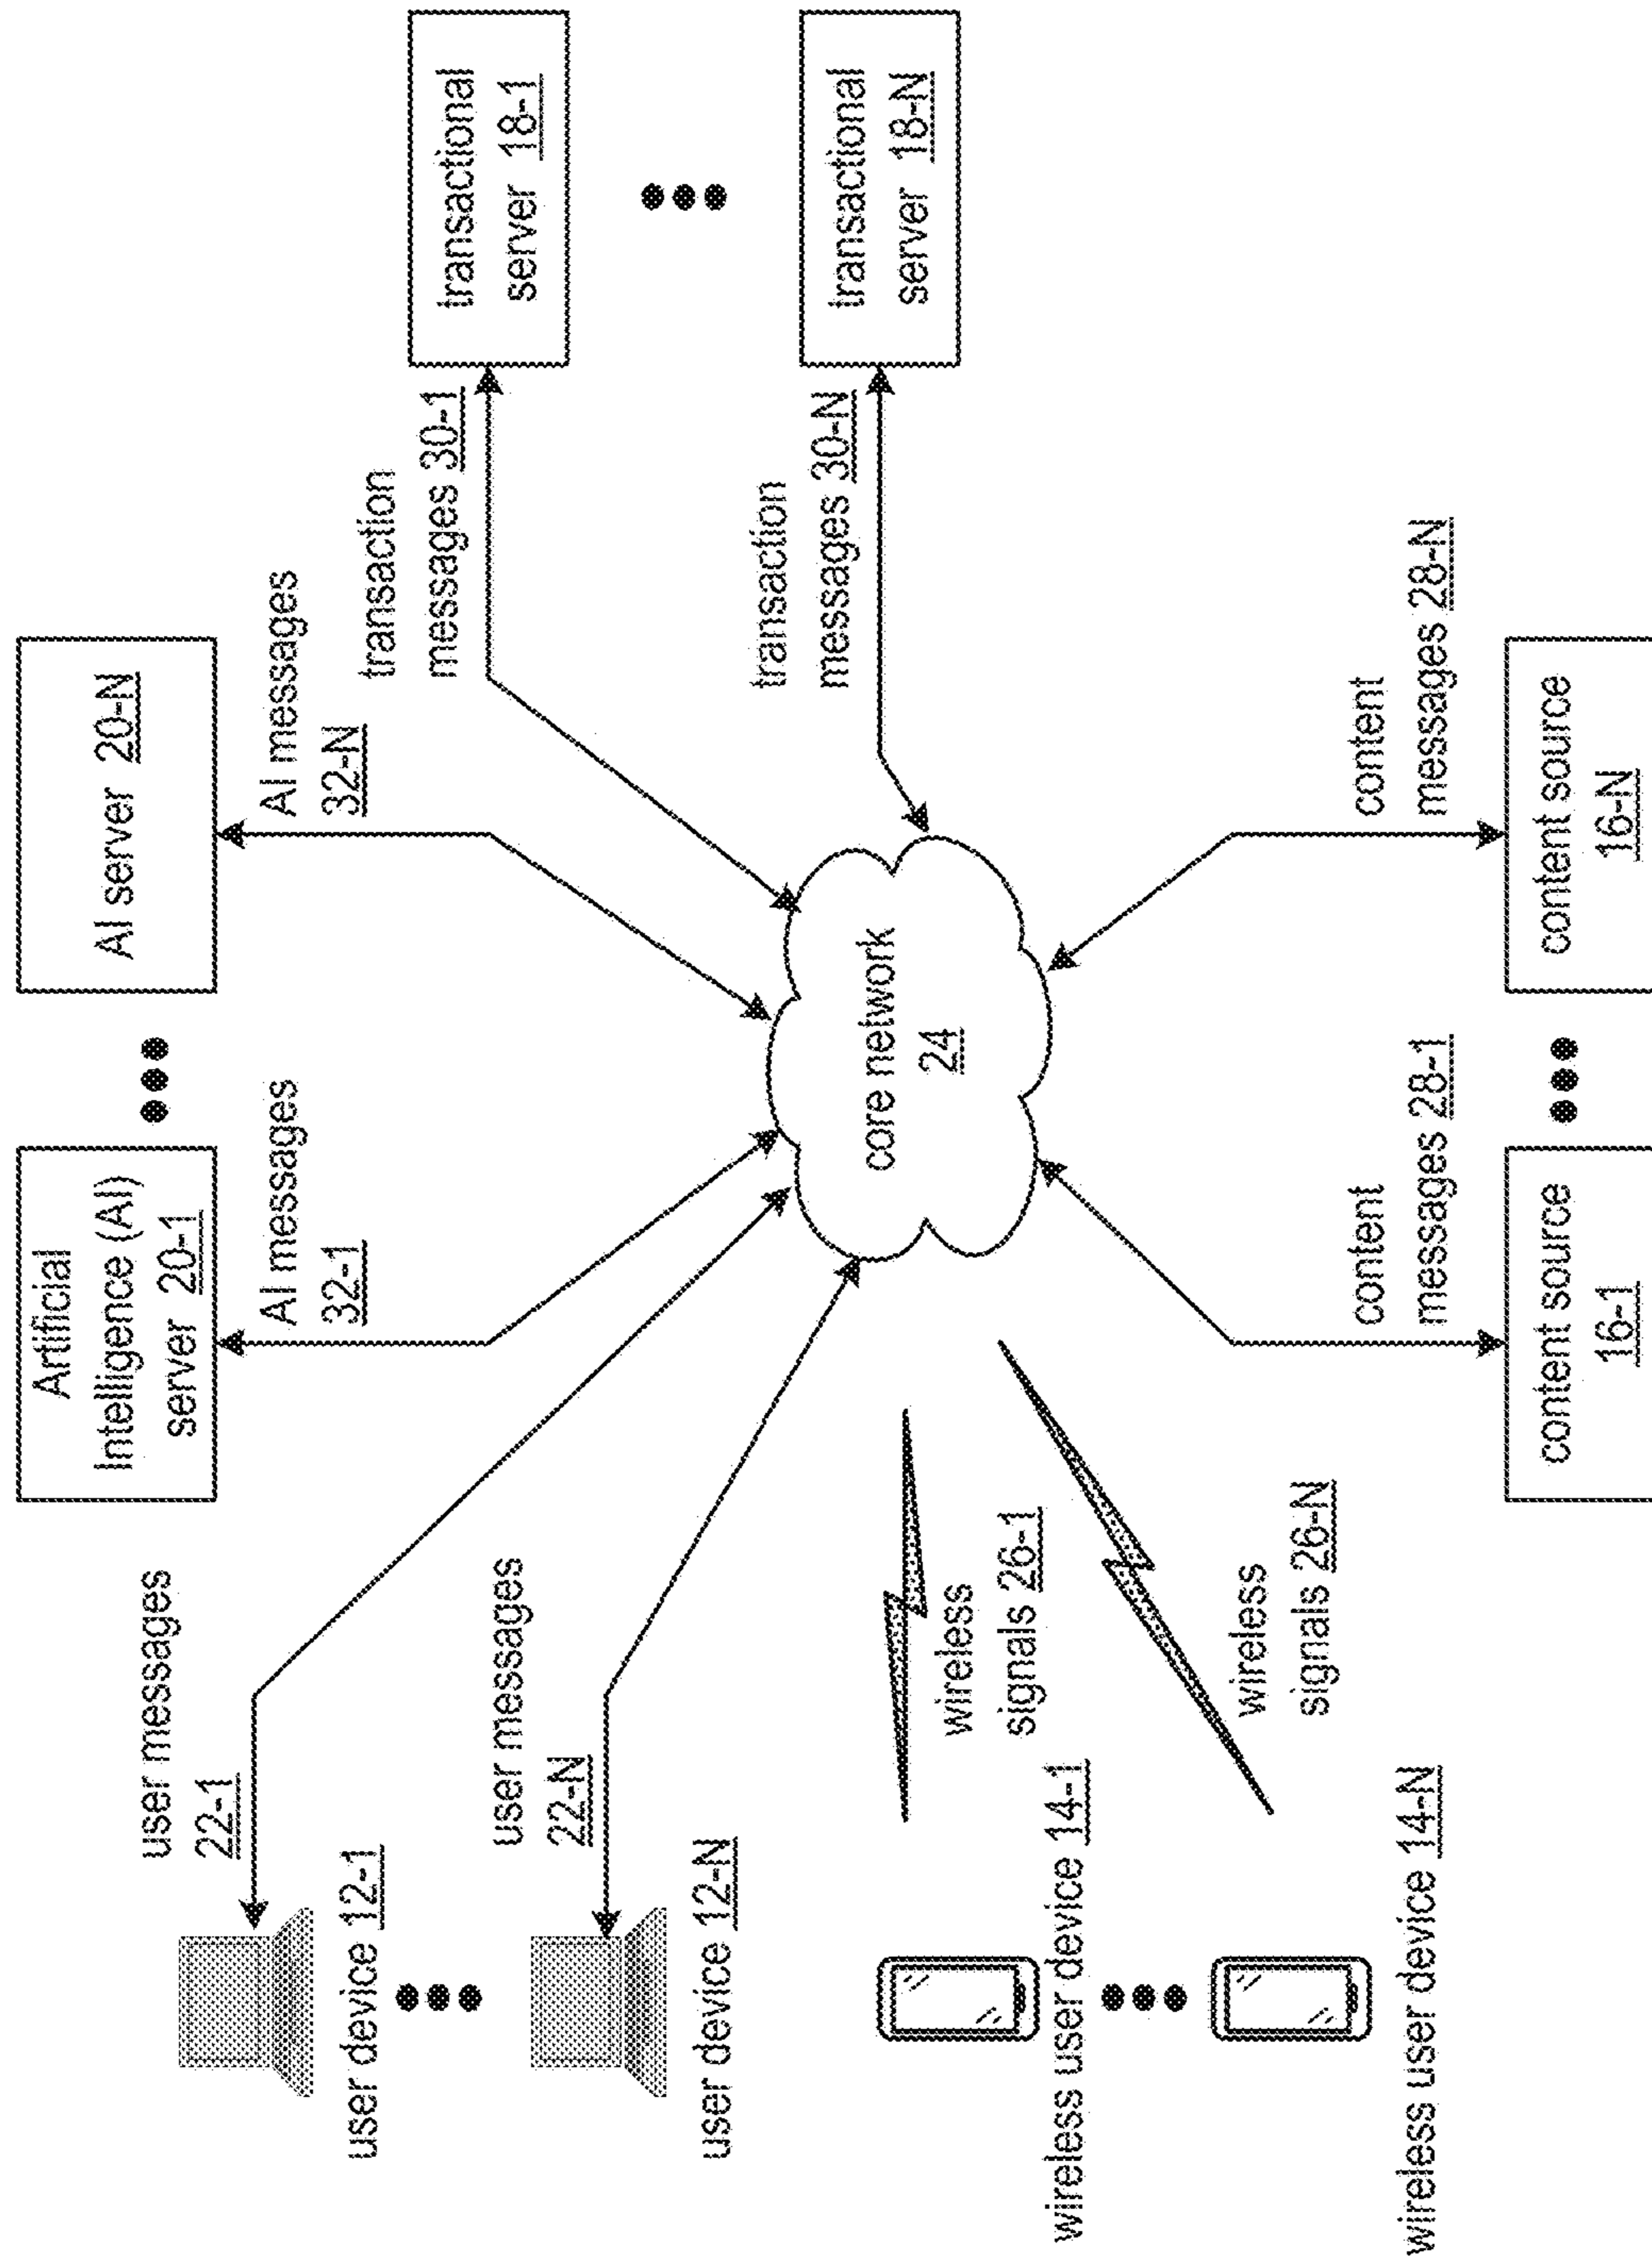 Artificial
Intelligence (AI)
server 20-1
AI server 20-N
AI messages
32-1
AI messages
32-N
user messages
22-1
user device 12-1
user messages
22-N
user device 12-N
transaction
messages 30-1
transactional
server 18-1
transaction
messages 30-N
transactional
server 18-N
core network
24
wireless
signals 26-1
wireless user device 14-1
wireless
signals 26-N
wireless user device 14-N
content
messages 28-1
content
messages 28-N
content source
16-1
content source
16-N